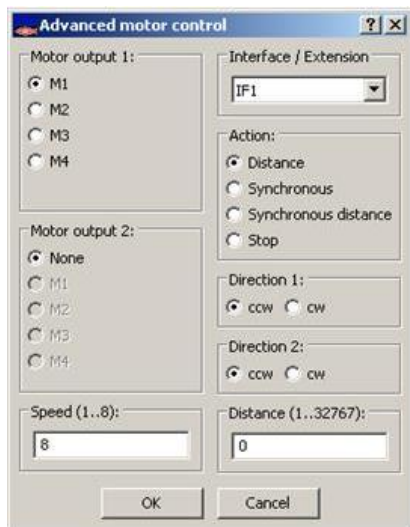 Advanced motor control
Motor output 1:
M1
M2
M3
M4
Interface / Extension
IF1
Action:
Distance
Synchronous
Synchronous distance
Stop
Motor output 2:
None
M1
M2
M3
M4
Direction 1:
ccw cw
Direction 2:
ccw cw
Speed (1..8):
8
Distance (1..32767):
0
OK
Cancel